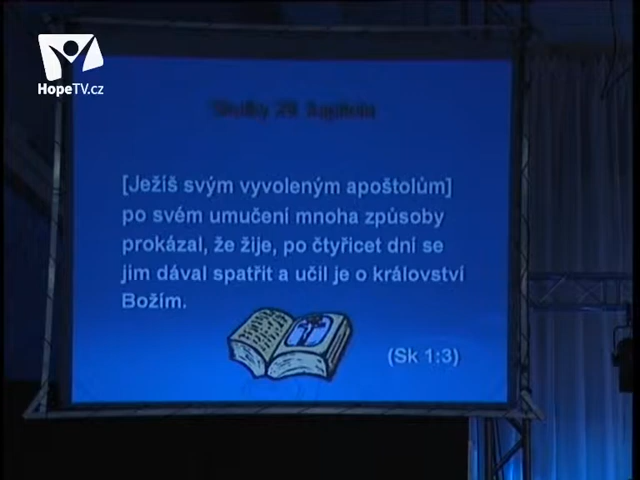 HopeTV.cz
[Ježíš svým vyvoleným apoštolům]
po svém umučení mnoha způsoby
prokázal, že žije, po čtyřicet dní se
jim dával spatřit a učil je o království
Božím.
(Sk 1:3)